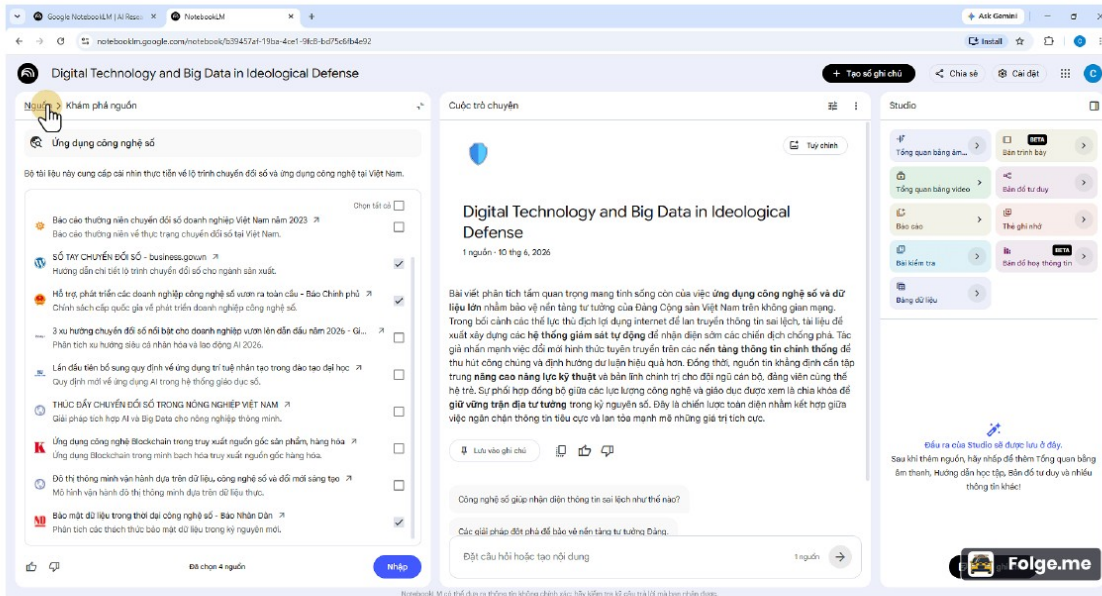 Google NotebookLM | AI Resea
NotebookLM
Ask Gemini
notebooklm.google.com/notebook/b39457af-19ba-4ce1-9fc8-bd75c6fb4e92
Install
Digital Technology and Big Data in Ideological Defense
+ Tạo sổ ghi chú
Chia sẻ
Cài đặt
C
Nguồn > Khám phá nguồn
Ứng dụng công nghệ số
Bộ tài liệu này cung cấp cái nhìn thực tiễn về lộ trình chuyển đổi số và ứng dụng công nghệ tại Việt Nam.
Chọn tất cả
Báo cáo thường niên chuyển đổi số doanh nghiệp Việt Nam năm 2023
Báo cáo thường niên về thực trạng chuyển đổi số tại Việt Nam.
SỔ TAY CHUYỂN ĐỔI SỐ - business.gov.vn
Hướng dẫn chi tiết lộ trình chuyển đổi số cho ngành sản xuất.
Hỗ trợ, phát triển các doanh nghiệp công nghệ số vươn ra toàn cầu - Báo Chính phủ
Chính sách cấp quốc gia về phát triển doanh nghiệp công nghệ số.
3 xu hướng chuyển đổi số nổi bật cho doanh nghiệp vươn lên dẫn đầu năm 2026 - Gi...
Phân tích xu hướng siêu cá nhân hóa và lao động AI 2026.
Lần đầu tiên bổ sung quy định về ứng dụng trí tuệ nhân tạo trong đào tạo đại học
Quy định mới về ứng dụng AI trong hệ thống giáo dục số.
THÚC ĐẨY CHUYỂN ĐỔI SỐ TRONG NÔNG NGHIỆP VIỆT NAM
Giải pháp tích hợp AI và Big Data cho nông nghiệp thông minh.
Ứng dụng công nghệ Blockchain trong truy xuất nguồn gốc sản phẩm, hàng hóa
Ứng dụng Blockchain trong minh bạch hóa truy xuất nguồn gốc hàng hóa.
Đô thị thông minh vận hành dựa trên dữ liệu, công nghệ số và đổi mới sáng tạo
Mô hình vận hành đô thị thông minh dựa trên dữ liệu thực.
Bảo mật dữ liệu trong thời đại công nghệ số - Báo Nhân Dân
Phân tích các thách thức bảo mật dữ liệu trong kỷ nguyên mới.
Đã chọn 4 nguồn
Nhập
Cuộc trò chuyện
Tuỳ chỉnh
Digital Technology and Big Data in Ideological
Defense
1 nguồn · 10 thg 6, 2026
Bài viết phân tích tầm quan trọng mang tính sống còn của việc ứng dụng công nghệ số và dữ
liệu lớn nhằm bảo vệ nền tảng tư tưởng của Đảng Cộng sản Việt Nam trên không gian mạng.
Trong bối cảnh các thế lực thù địch lợi dụng internet để lan truyền thông tin sai lệch, tài liệu đề
xuất xây dựng các hệ thống giám sát tự động để nhận diện sớm các chiến dịch chống phá. Tác
giả nhấn mạnh việc đổi mới hình thức tuyên truyền trên các nền tảng thông tin chính thống để
thu hút công chúng và định hướng dư luận hiệu quả hơn. Đồng thời, nguồn tin khẳng định cần tập
trung nâng cao năng lực kỹ thuật và bản lĩnh chính trị cho đội ngũ cán bộ, đảng viên cùng thế
hệ trẻ. Sự phối hợp đồng bộ giữa các lực lượng công nghệ và giáo dục được xem là chìa khóa để
giữ vững trận địa tư tưởng trong kỷ nguyên số. Đây là chiến lược toàn diện nhằm kết hợp giữa
việc ngăn chặn thông tin tiêu cực và lan tỏa mạnh mẽ những giá trị tích cực.
Lưu vào ghi chú
Công nghệ số giúp nhận diện thông tin sai lệch như thế nào?
Các giải pháp đột phá để bảo vệ nền tảng tư tưởng Đảng.
Đặt câu hỏi hoặc tạo nội dung
1 nguồn
Studio
Tổng quan bằng âm...
BETA
Bản trình bày
Tổng quan bằng video
Bản đồ tư duy
Báo cáo
Thẻ ghi nhớ
Bài kiểm tra
BETA
Bản đồ hoạ thông tin
Bảng dữ liệu
Đầu ra của Studio sẽ được lưu ở đây.
Sau khi thêm nguồn, hãy nhấp để thêm Tổng quan bằng
âm thanh, Hướng dẫn học tập, Bản đồ tư duy và nhiều
thông tin khác!
Folge.me
NotebookLM có thể đưa ra thông tin không chính xác; hãy kiểm tra kỹ câu trả lời mà bạn nhận được.